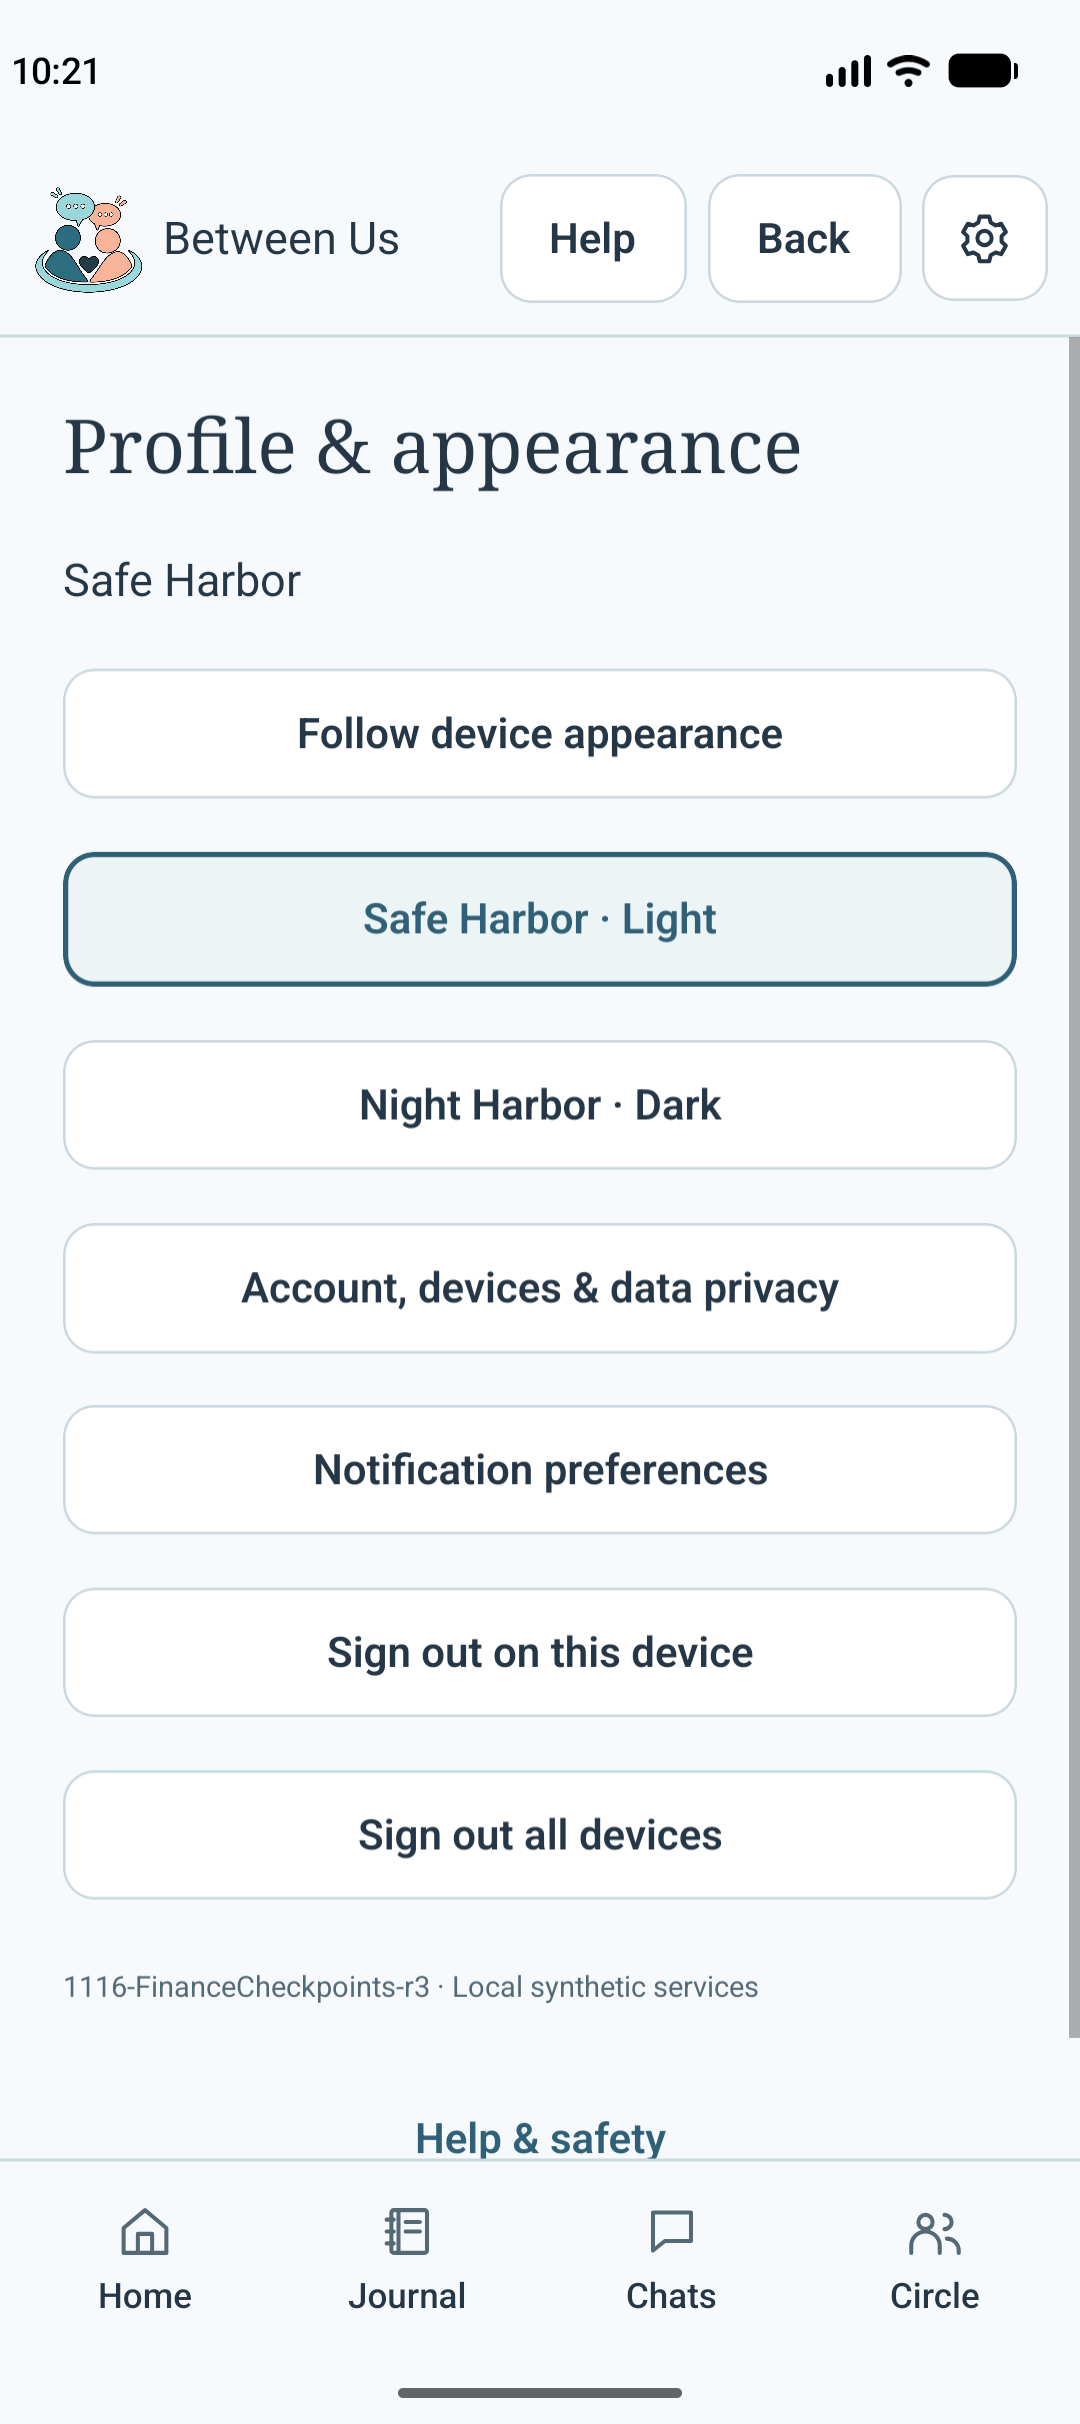 10:21
Between Us
Help
Back
Profile & appearance
Safe Harbor
Follow device appearance
Safe Harbor · Light
Night Harbor · Dark
Account, devices & data privacy
Notification preferences
Sign out on this device
Sign out all devices
1116-FinanceCheckpoints-r3 · Local synthetic services
Help & safety
Home
Journal
Chats
Circle